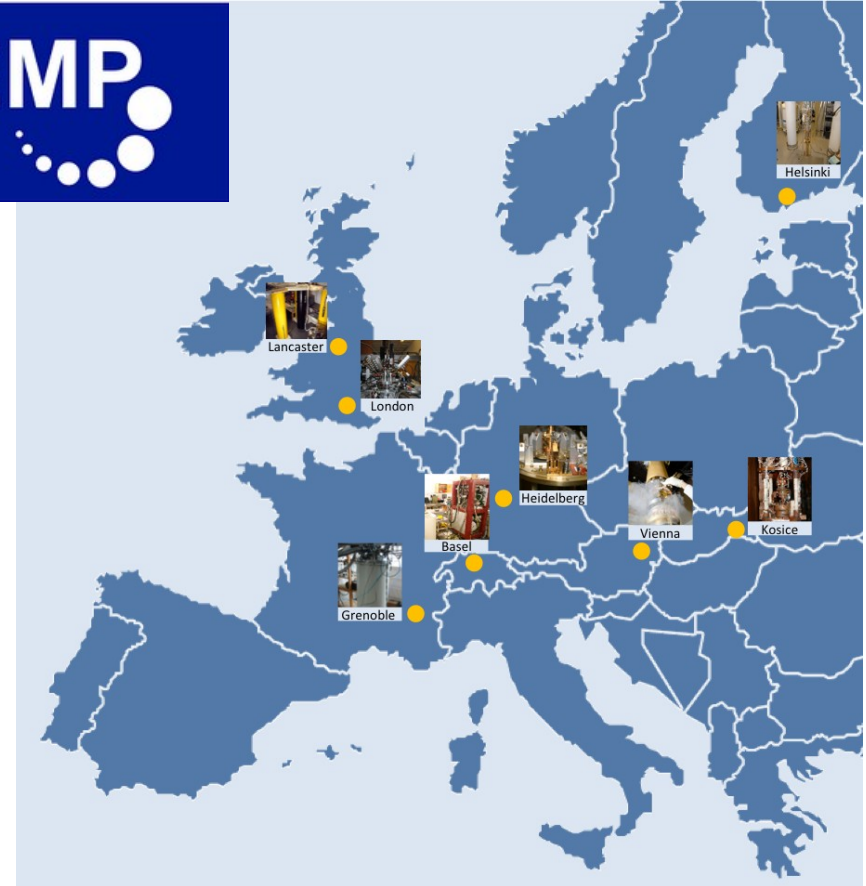 MP
Helsinki
Lancaster
London
Heidelberg
Basel
Vienna
Kosice
Grenoble